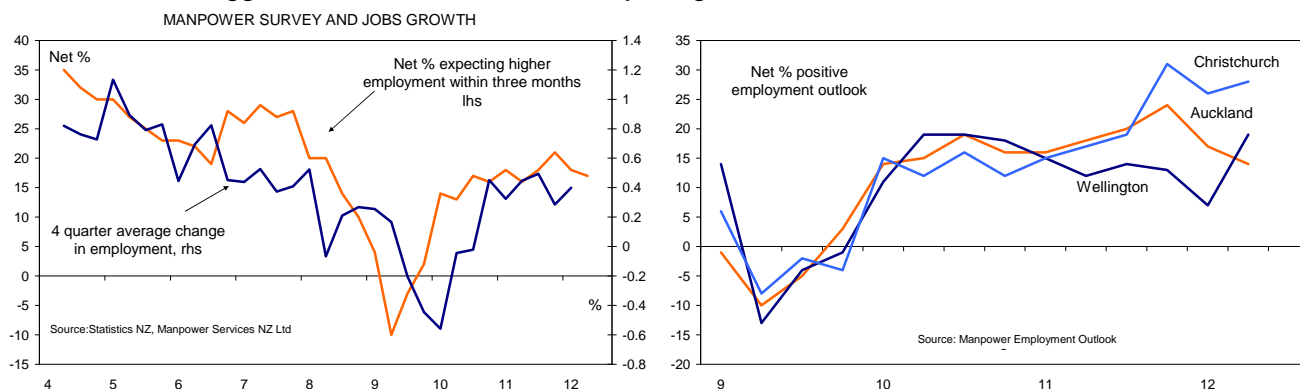 MANPOWER SURVEY AND JOBS GROWTH
40
35
30
25
20
15
10
5
0
-5
-10
-15
Net %
Net % expecting higher
employment within three months
lhs
4 quarter average change
in employment, rhs
Source:Statistics NZ, Manpower Services NZ Ltd
%
1.4
1.2
1
0.8
0.6
0.4
0.2
0
-0.2
-0.4
-0.6
-0.8
4 5 6 7 8 9 10 11 12
35
30
25
20
15
10
5
0
-5
-10
-15
-20
Net % positive
employment outlook
Christchurch
Auckland
Wellington
Source: Manpower Employment Outlook
9 10 11 12